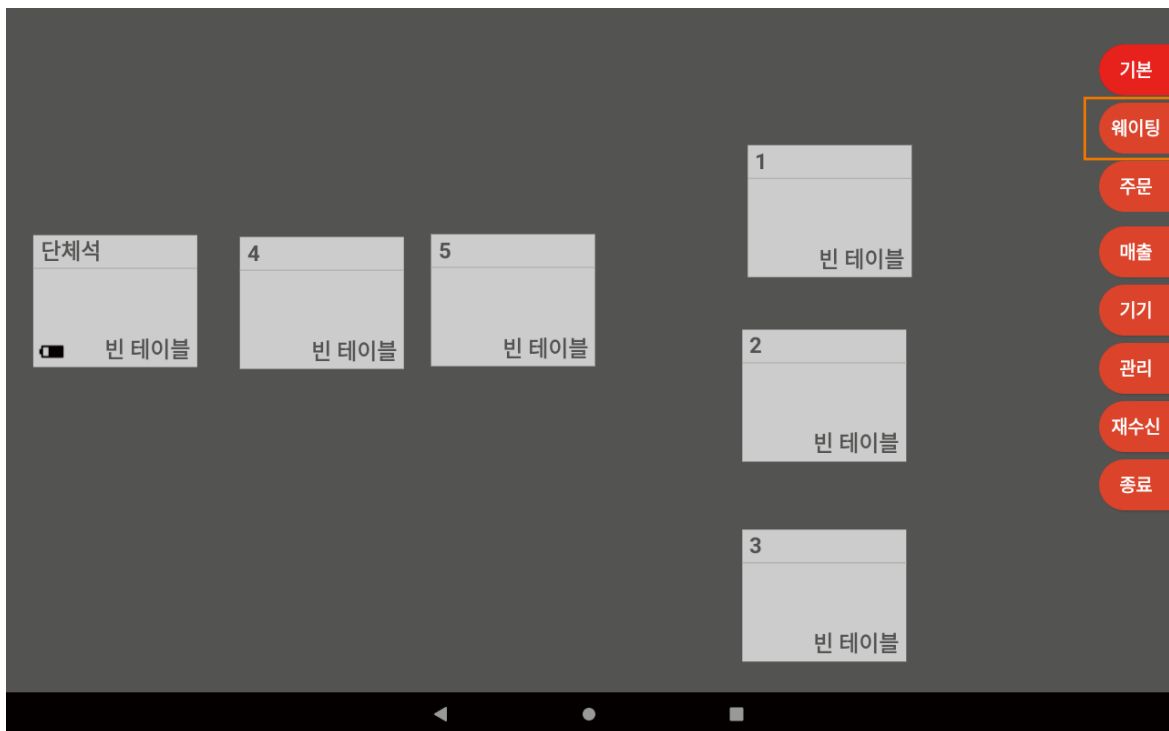 단체석
빈 테이블
4
빈 테이블
5
빈 테이블
1
빈 테이블
2
빈 테이블
3
빈 테이블
기본
웨이팅
주문
매출
기기
관리
재수신
종료